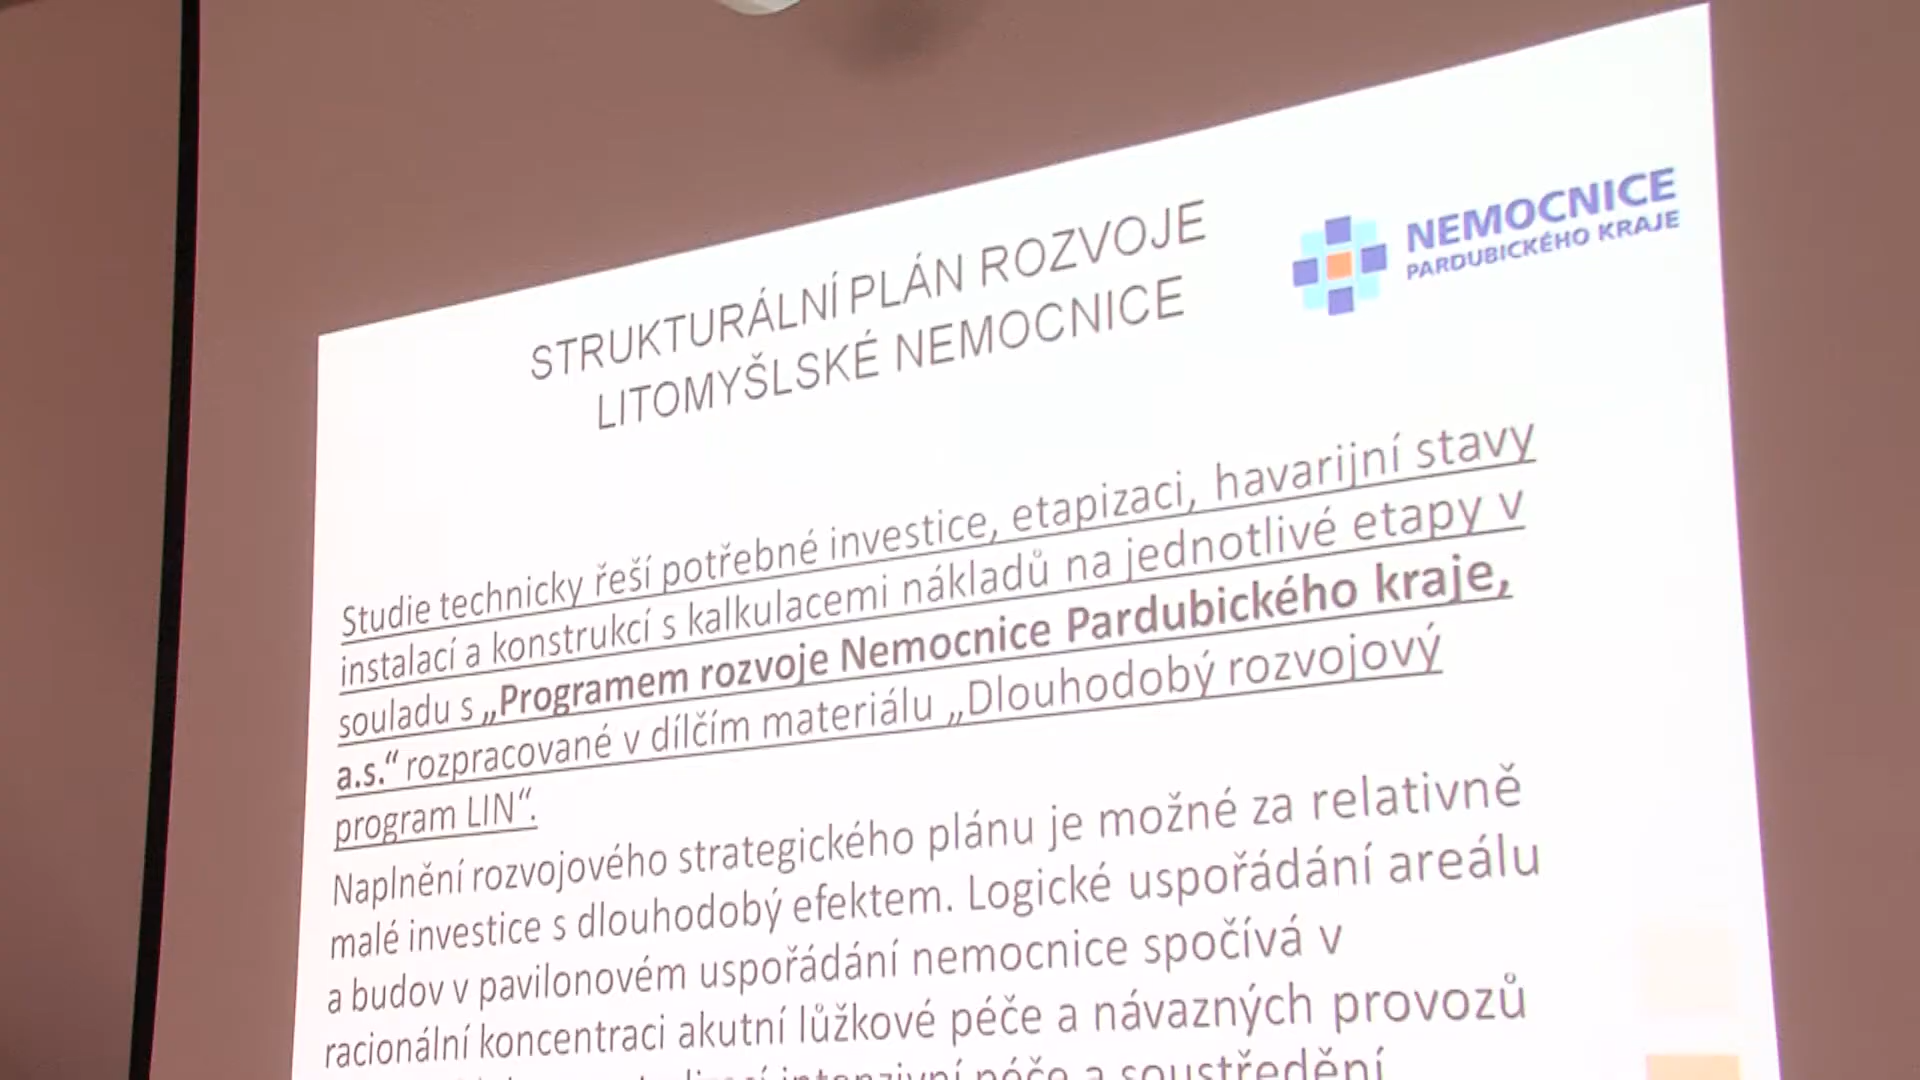 STRUKTURÁLNÍ PLÁN ROZVOJE
LITOMYŠLSKÉ NEMOCNICE
NEMOCNICE
PARDUBICKÉHO KRAJE
Studie technicky řeší potřebné investice, etapizaci, havarijní stavy
instalací a konstrukcí s kalkulacemi nákladů na jednotlivé etapy v
souladu s „Programem rozvoje Nemocnice Pardubického kraje,
a.s.“ rozpracované v dílčím materiálu „Dlouhodobý rozvojový
program LIN“.
Naplnění rozvojového strategického plánu je možné za relativně
malé investice s dlouhodobý efektem. Logické uspořádání areálu
a budov v pavilonovém uspořádání nemocnice spočívá v
racionální koncentraci akutní lůžkové péče a návazných provozů
intenzivní péče a soustředění